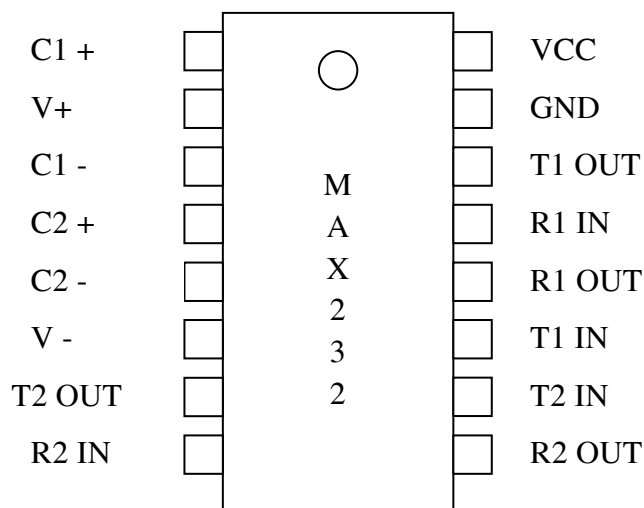 C1 +
VCC
V+
GND
C1 -
T1 OUT
C2 +
R1 IN
C2 -
R1 OUT
V -
T1 IN
T2 OUT
T2 IN
R2 IN
R2 OUT
M
A
X
2
3
2